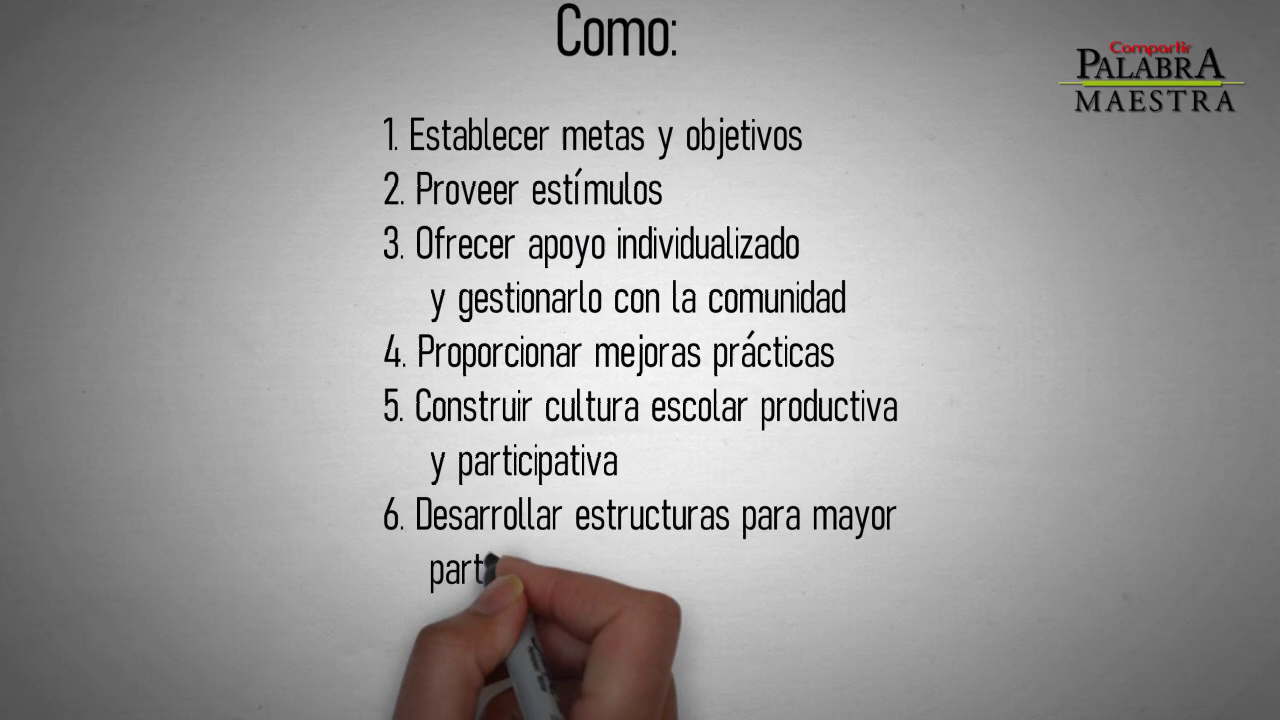 Como:
Compartir
PALABRA
MAESTRA
1. Establecer metas y objetivos
2. Proveer estímulos
3. Ofrecer apoyo individualizado
y gestionarlo con la comunidad
4. Proporcionar mejoras prácticas
5. Construir cultura escolar productiva
y participativa
6. Desarrollar estructuras para mayor
part